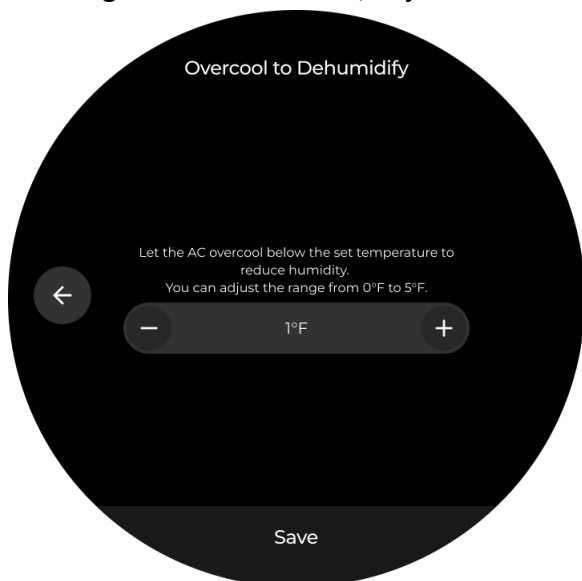 Overcool to Dehumidify
Let the AC overcool below the set temperature to
reduce humidity.
You can adjust the range from 0°F to 5°F.
1°F
Save